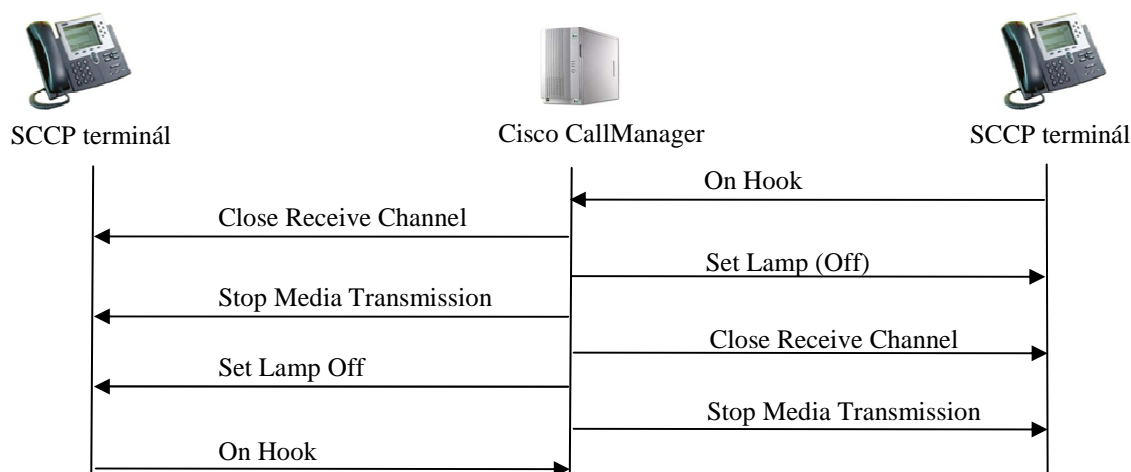 SCCP terminál
Cisco CallManager
SCCP terminál
On Hook
Close Receive Channel
Set Lamp (Off)
Stop Media Transmission
Close Receive Channel
Set Lamp Off
Stop Media Transmission
On Hook